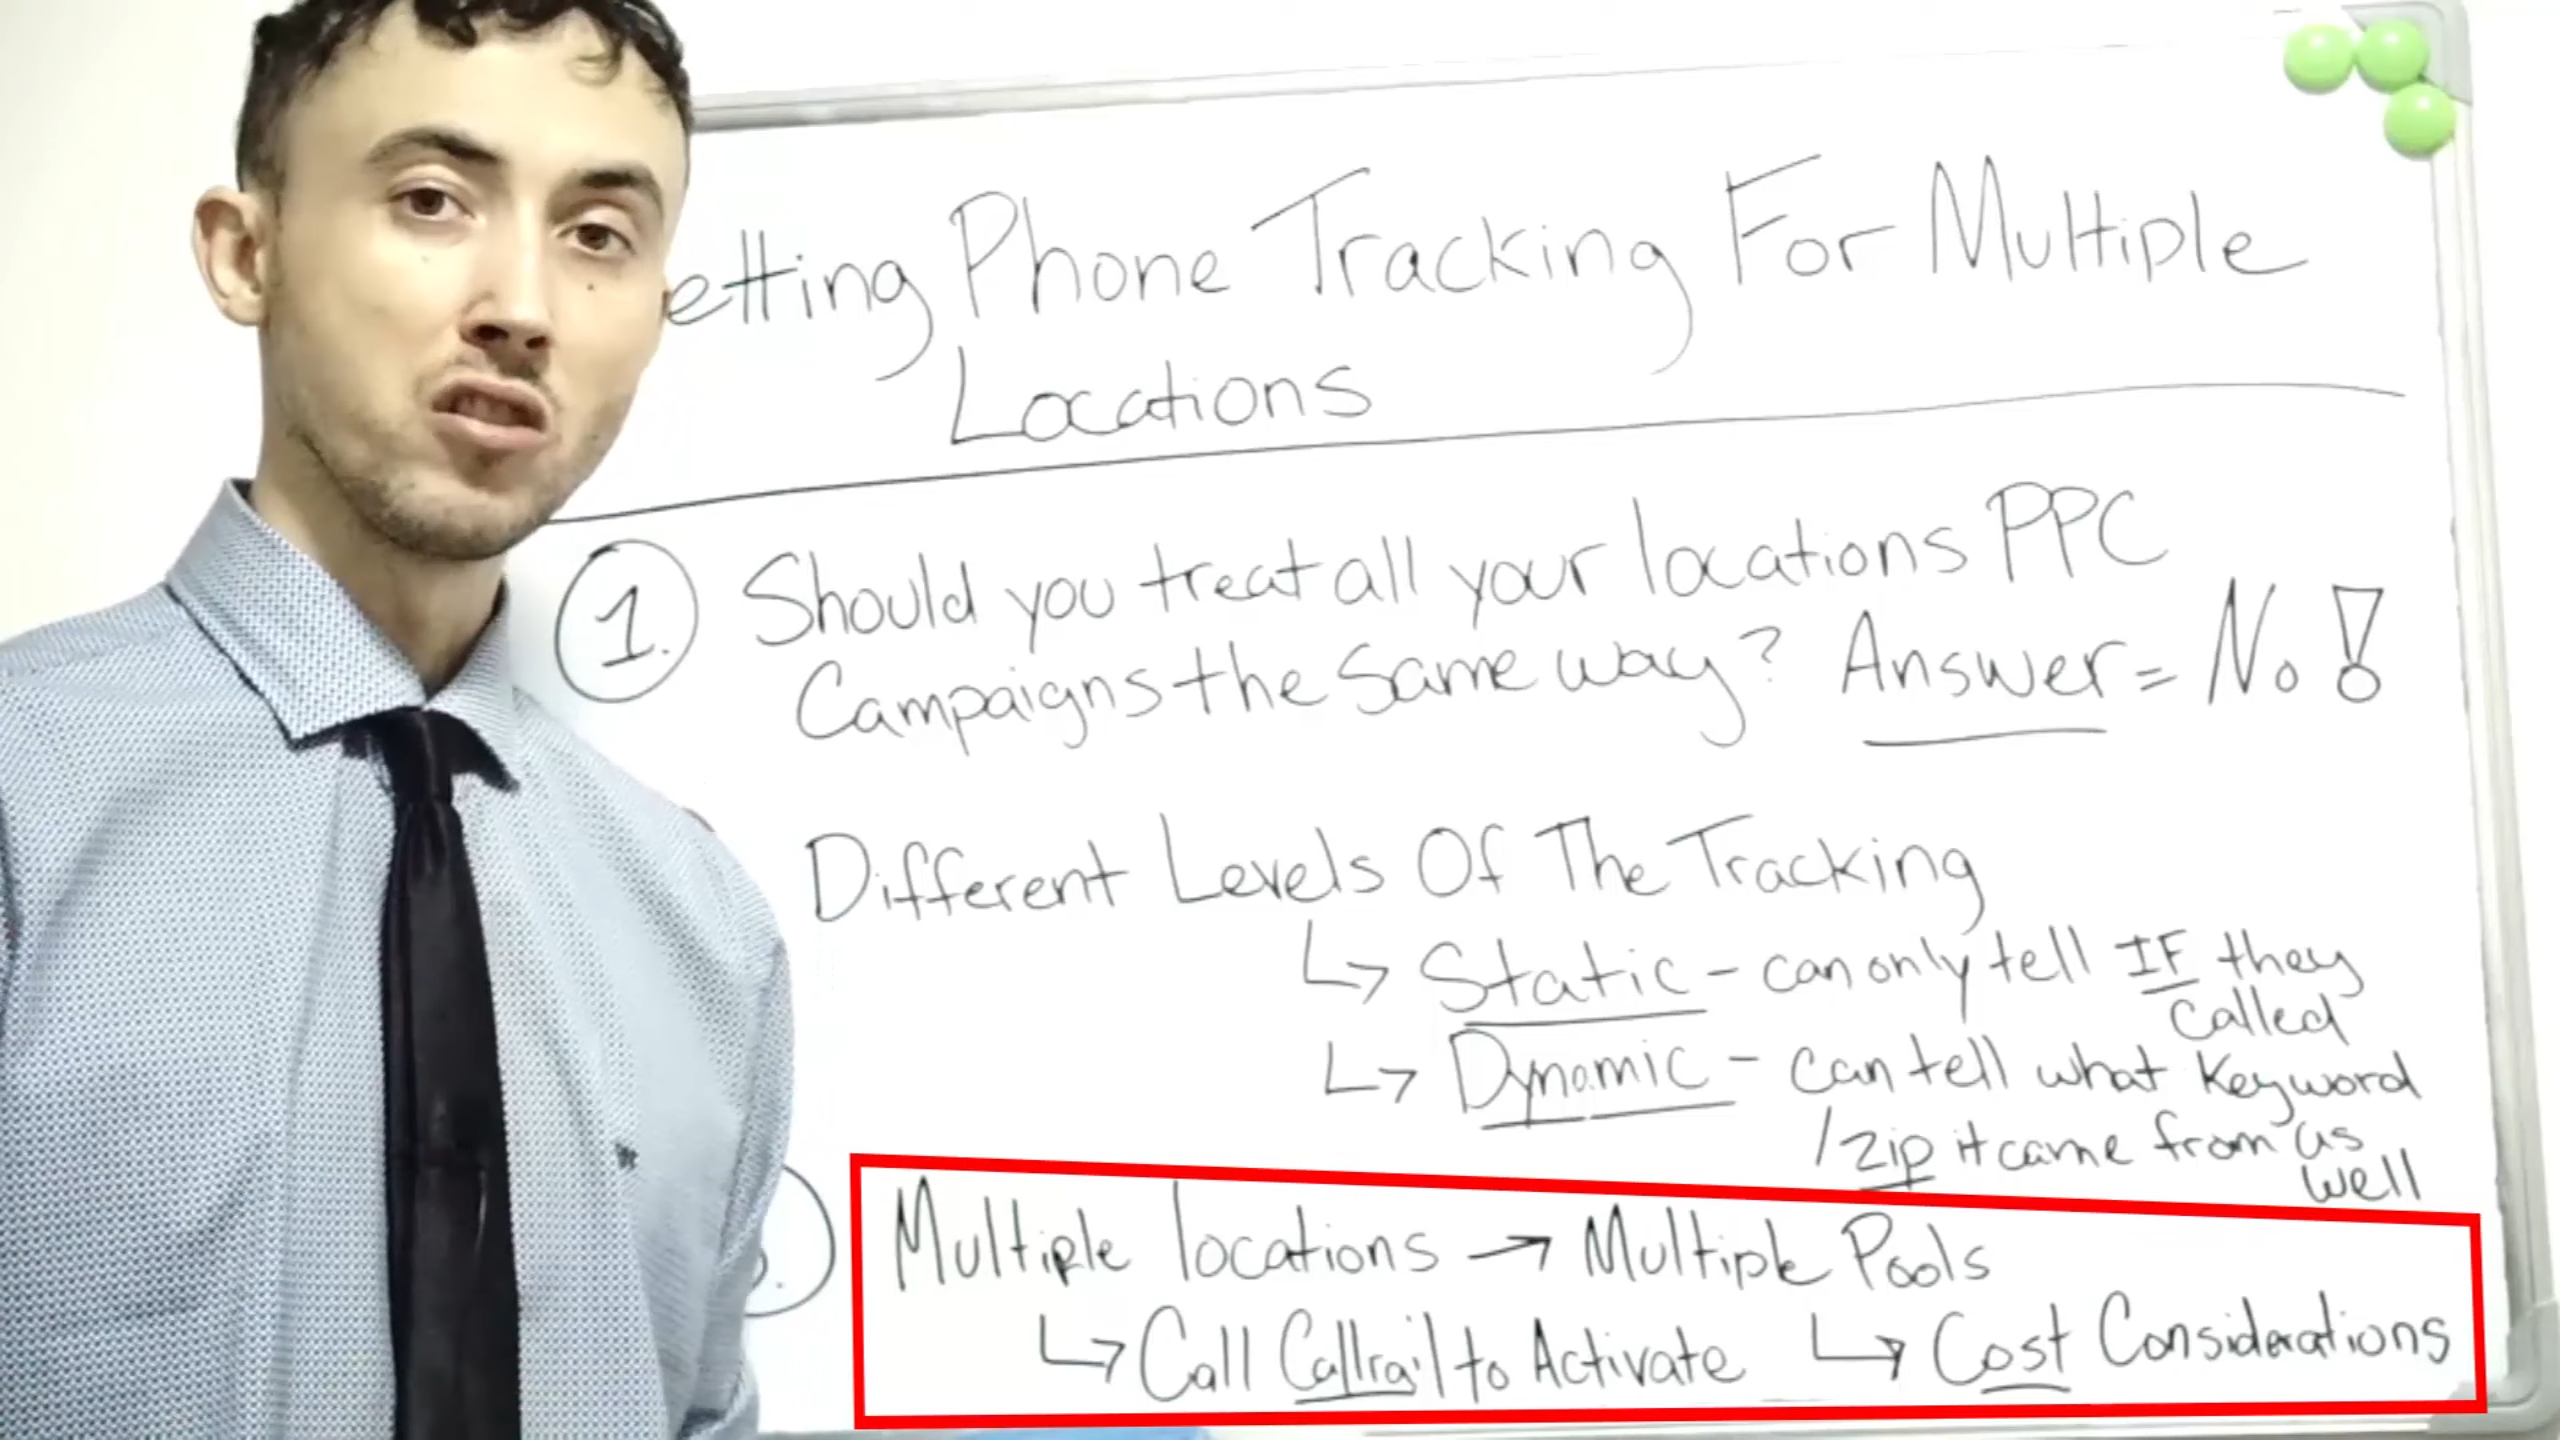 etting Phone Tracking For Multiple
Locations
1. Should you treat all your locations PPC
Campaigns the same way? Answer = No!
Different Levels Of The Tracking
↳ Static - can only tell IF they
called
↳ Dynamic - can tell what Keyword
/zip it came from as
well
Multiple locations → Multiple Pools
↳ Call Callrail to Activate ↳ Cost Considerations